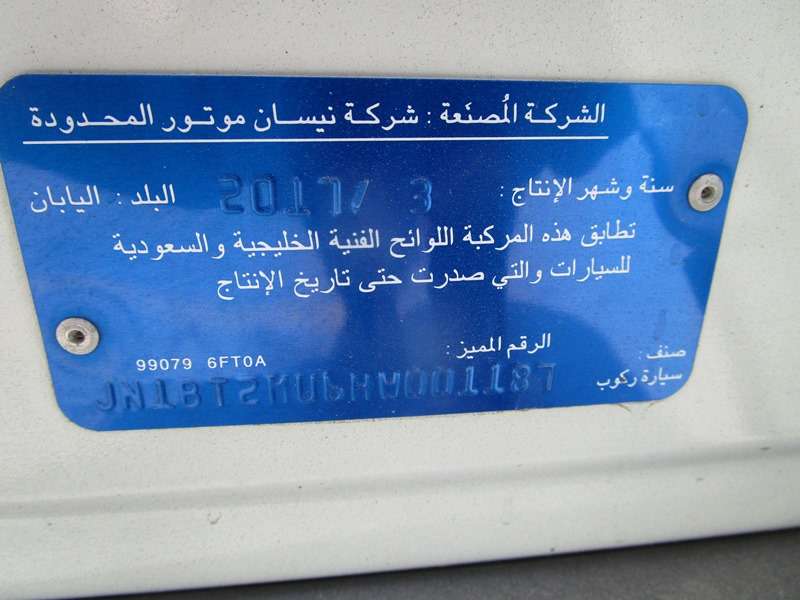 الشركة المُصنَعة : شركة نيسان موتور المحدودة
سنة وشهر الإنتاج : 2017/ 3 البلد : اليابان
تطابق هذه المركبة اللوائح الفنية الخليجية والسعودية
للسيارات والتي صدرت حتى تاريخ الإنتاج
صنف : الرقم المميز :
99079 6FT0A
سيارة ركوب